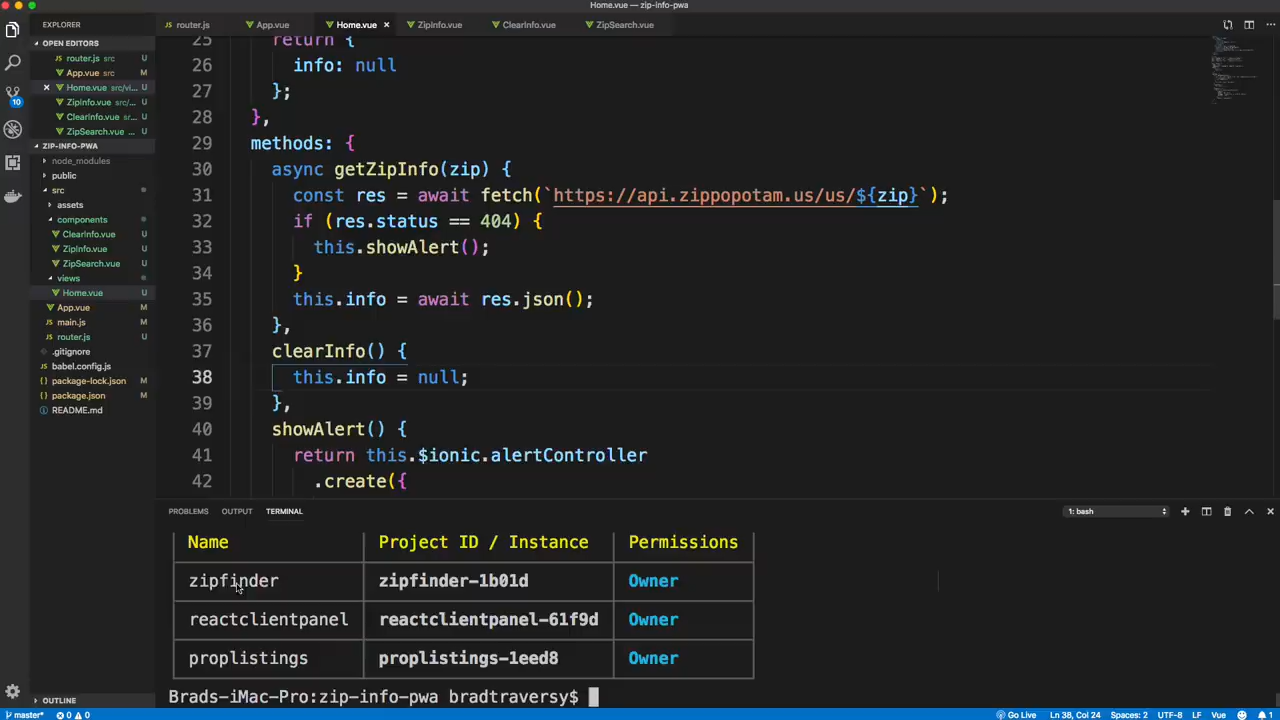 Home.vue — zip-info-pwa
EXPLORER
router.js
App.vue
Home.vue
ZipInfo.vue
ClearInfo.vue
ZipSearch.vue
OPEN EDITORS
router.js src U
App.vue src M
Home.vue src/vi... U
ZipInfo.vue src/... U
ClearInfo.vue sr... U
ZipSearch.vue ... U
ZIP-INFO-PWA
node_modules
public
src
assets
components
ClearInfo.vue U
ZipInfo.vue U
ZipSearch.vue U
views
Home.vue U
App.vue M
main.js M
router.js U
.gitignore
babel.config.js
package-lock.json M
package.json M
README.md
OUTLINE
10
25 return {
26 info: null
27 };
28 },
29 methods: {
30 async getZipInfo(zip) {
31 const res = await fetch(`https://api.zippopotam.us/us/${zip}`);
32 if (res.status == 404) {
33 this.showAlert();
34 }
35 this.info = await res.json();
36 },
37 clearInfo() {
38 this.info = null;
39 },
40 showAlert() {
41 return this.$ionic.alertController
42 .create({
PROBLEMS OUTPUT TERMINAL
1: bash
Name Project ID / Instance Permissions
zipfinder zipfinder-1b01d Owner
reactclientpanel reactclientpanel-61f9d Owner
proplistings proplistings-1eed8 Owner
Brads-iMac-Pro:zip-info-pwa bradtraversy$
master* 0 0 Go Live Ln 38, Col 24 Spaces: 2 UTF-8 LF Vue 1